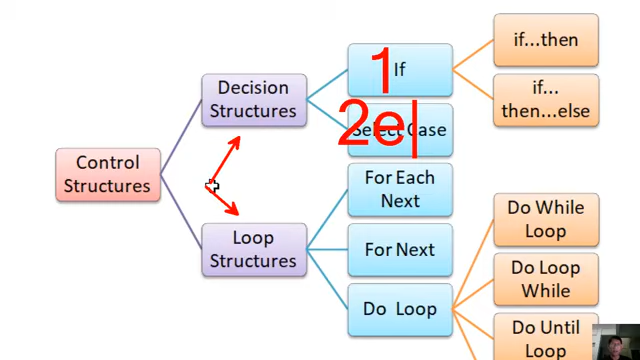 Control
Structures
Decision
Structures
1
If
if...then
if...
then...else
2e
Select Case
Loop
Structures
For Each
Next
For Next
Do Loop
Do While
Loop
Do Loop
While
Do Until
Loop